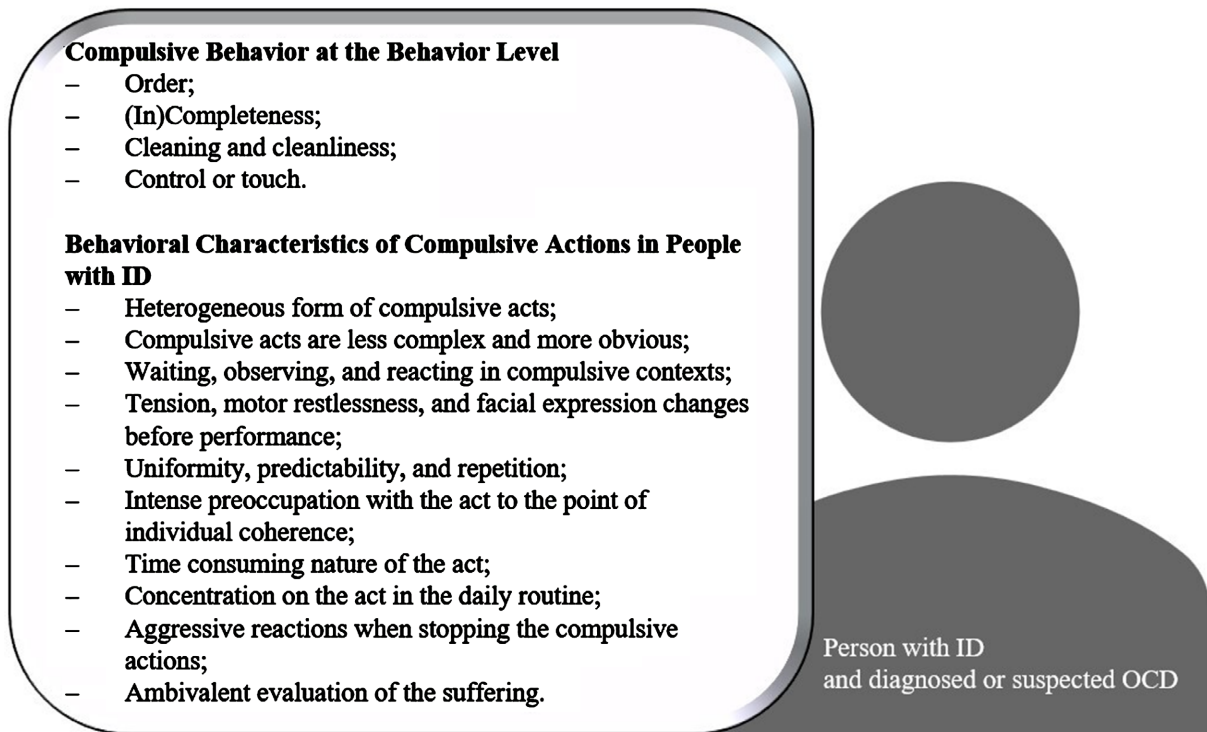 Compulsive Behavior at the Behavior Level
– Order;
– (In)Completeness;
– Cleaning and cleanliness;
– Control or touch.
Behavioral Characteristics of Compulsive Actions in People
with ID
– Heterogeneous form of compulsive acts;
– Compulsive acts are less complex and more obvious;
– Waiting, observing, and reacting in compulsive contexts;
– Tension, motor restlessness, and facial expression changes
before performance;
– Uniformity, predictability, and repetition;
– Intense preoccupation with the act to the point of
individual coherence;
– Time consuming nature of the act;
– Concentration on the act in the daily routine;
– Aggressive reactions when stopping the compulsive
actions;
– Ambivalent evaluation of the suffering.
Person with ID
and diagnosed or suspected OCD